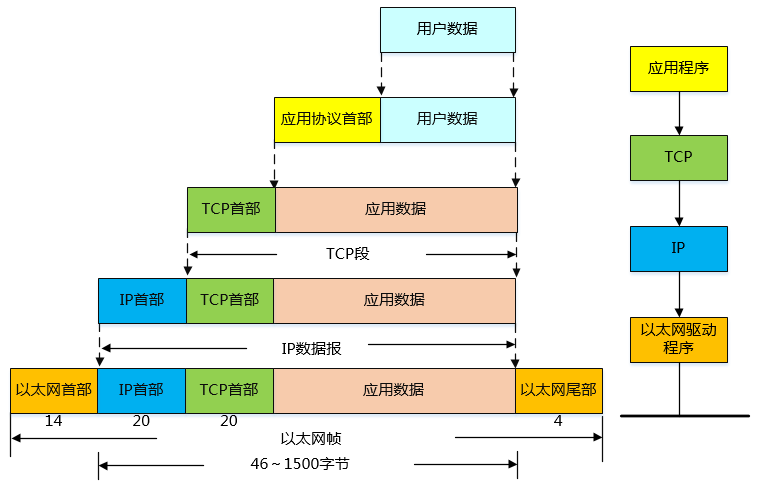 用户数据
应用程序
应用协议首部 用户数据
TCP
TCP首部 应用数据
TCP段
IP
IP首部 TCP首部 应用数据
IP数据报
以太网驱动
程序
以太网首部 IP首部 TCP首部 应用数据 以太网尾部
14 20 20 4
以太网帧
46～1500字节